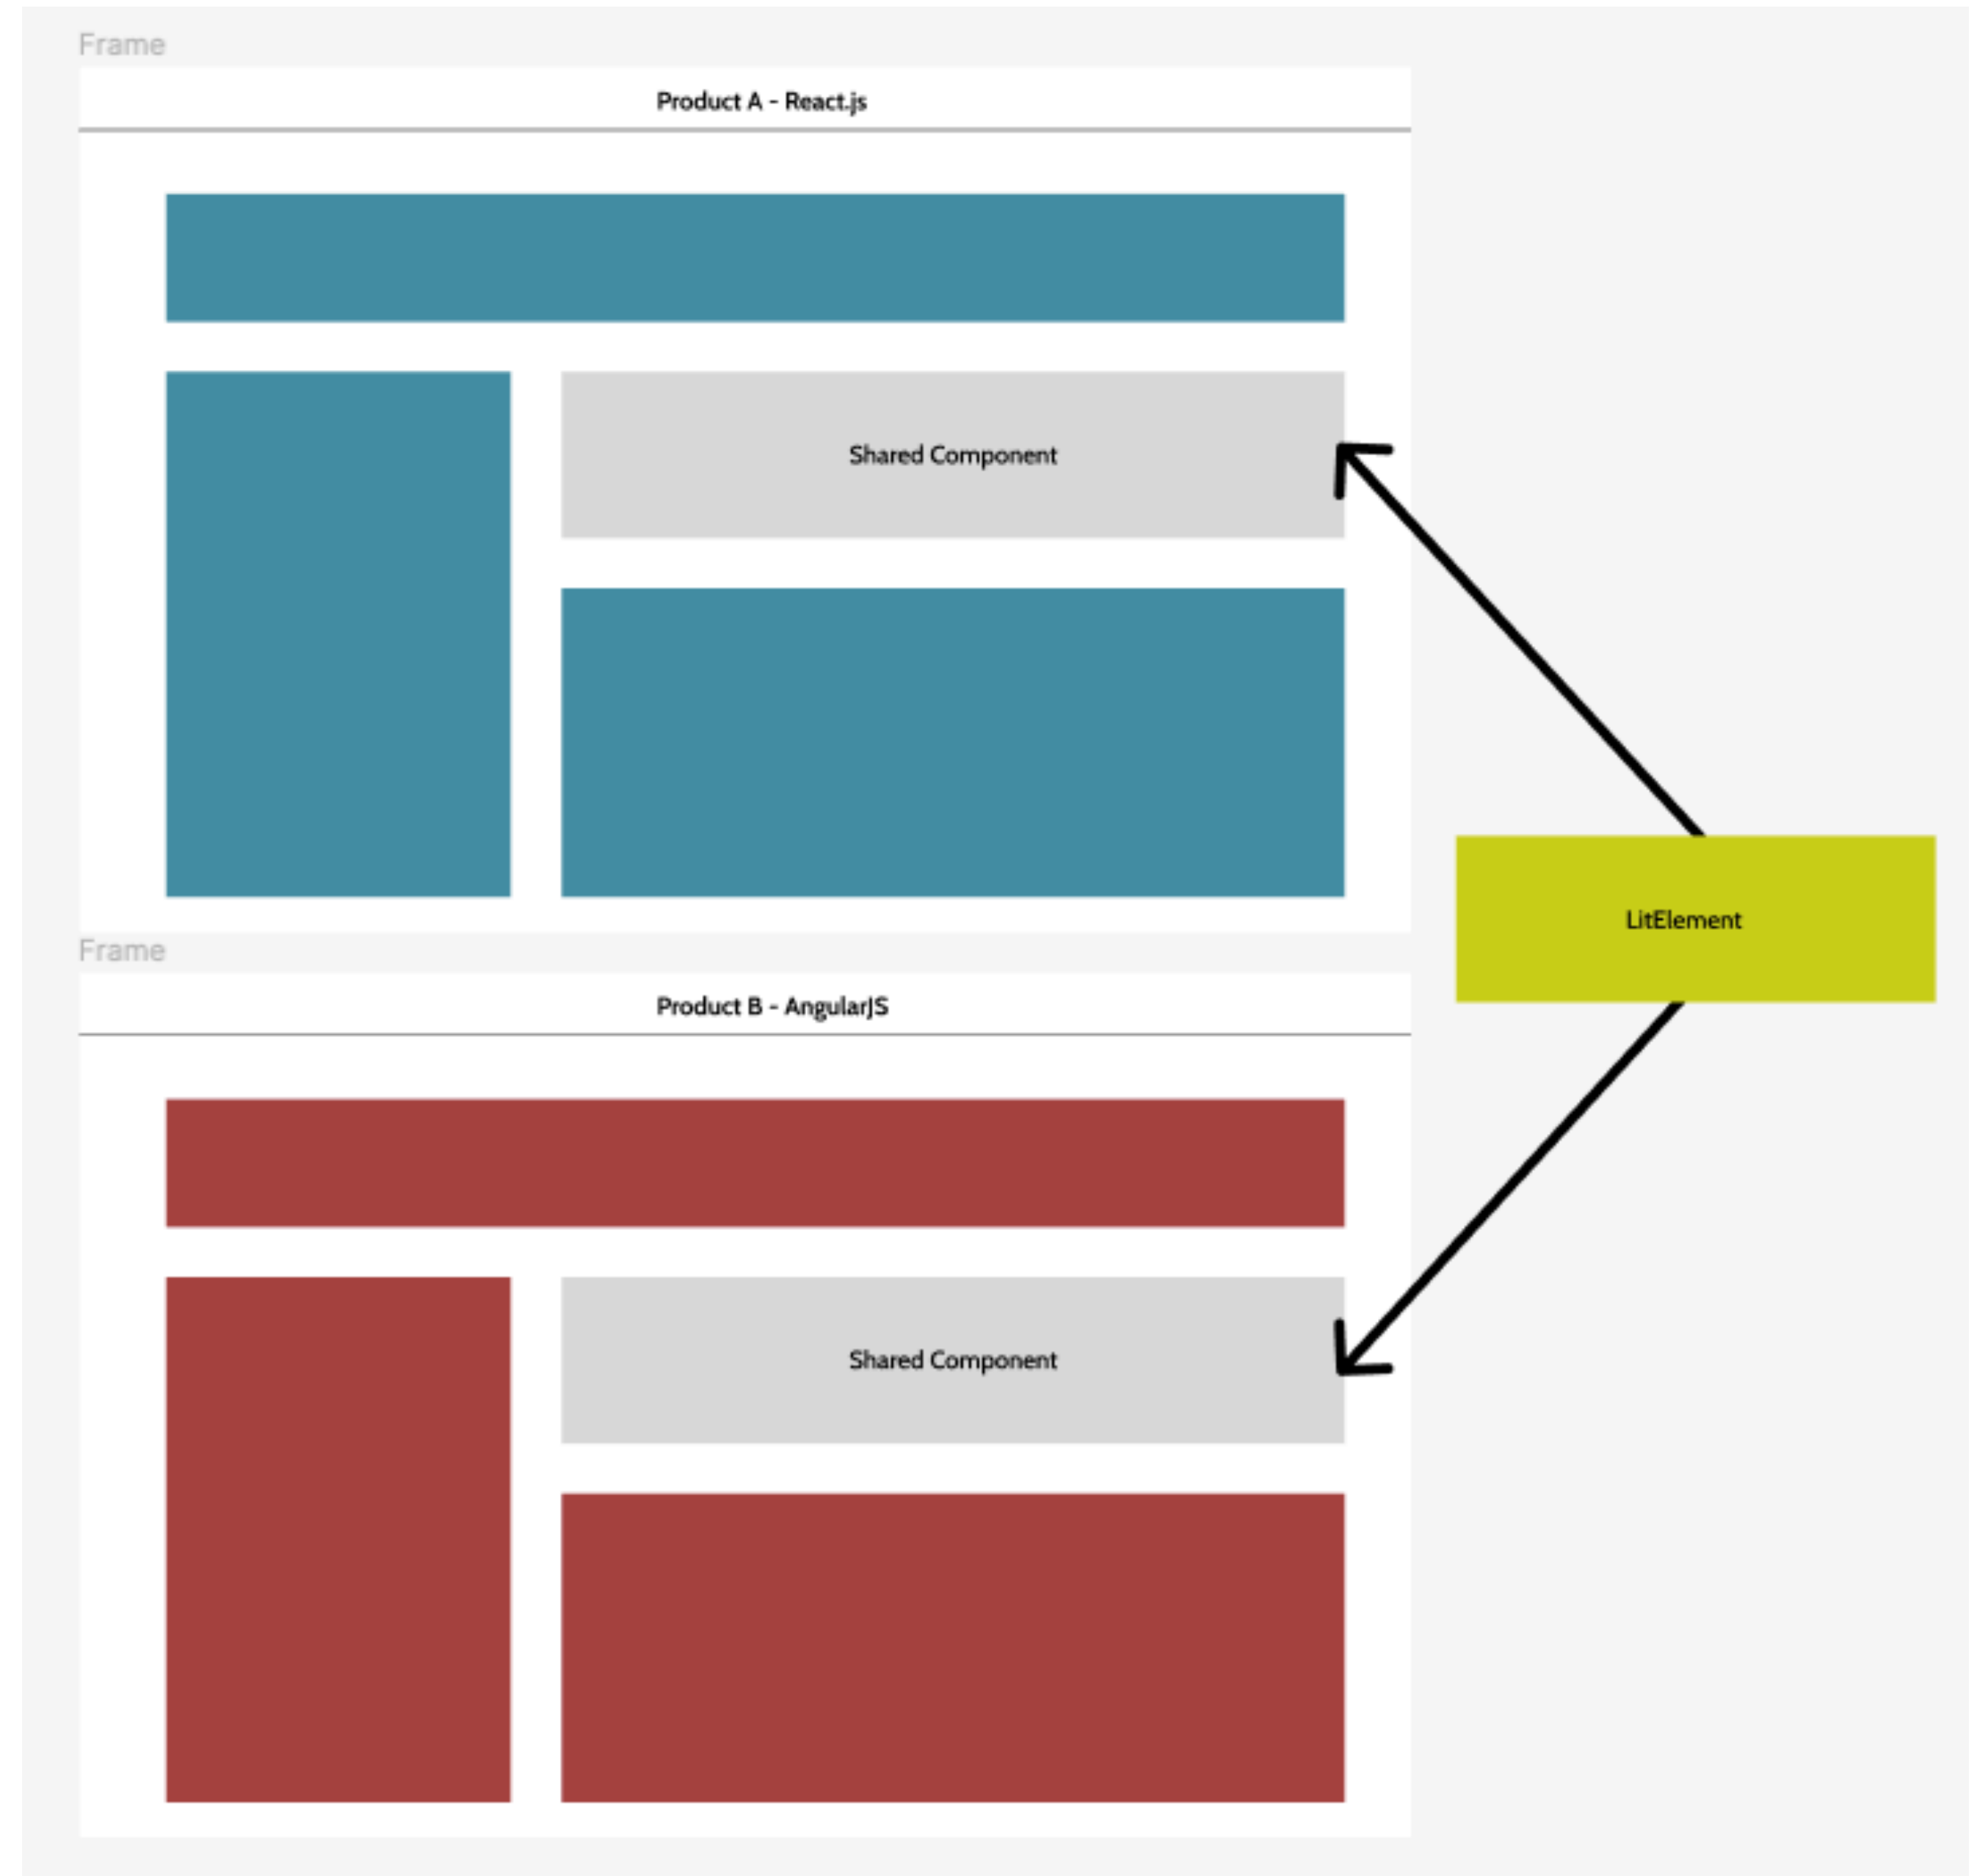 Frame
Product A - React.js
Shared Component
LitElement
Frame
Product B - AngularJS
Shared Component